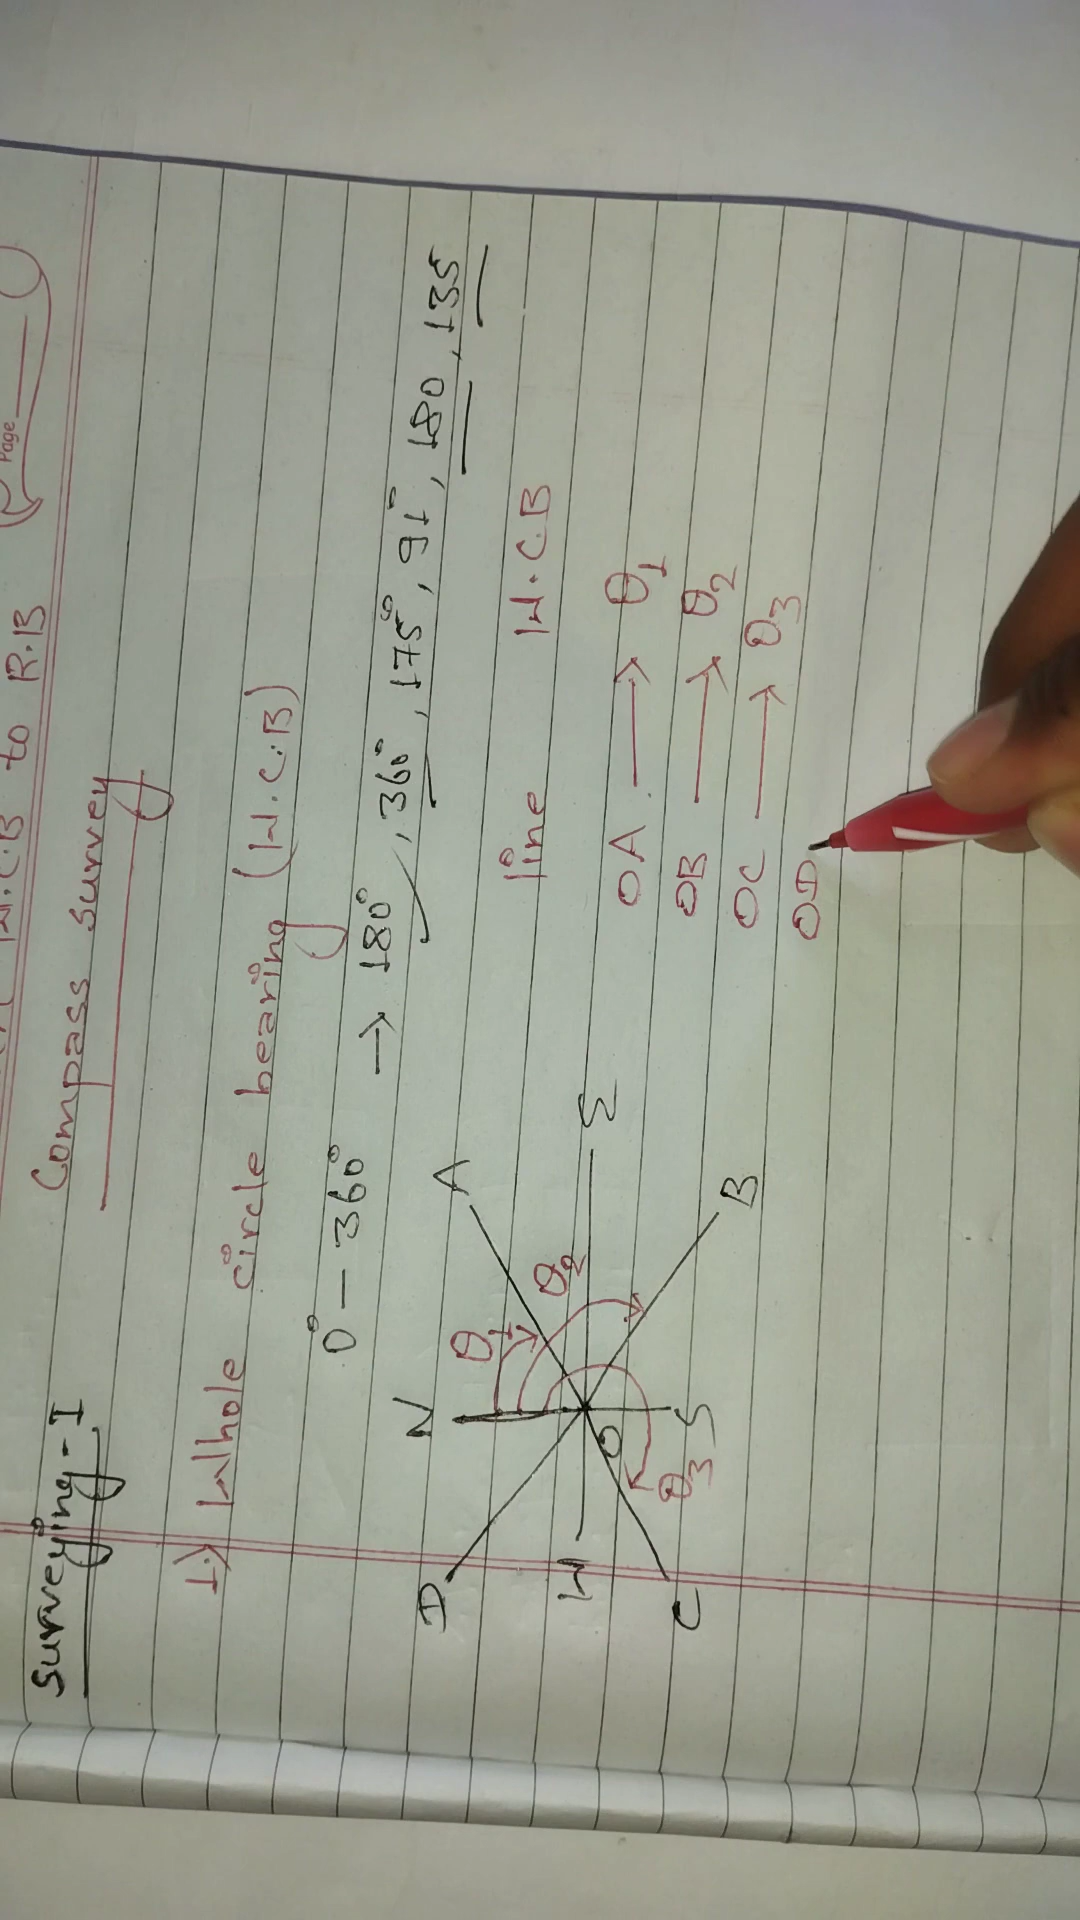 W.C.B to R.B
Page
Surveying-I
Compass survey
1) Whole circle bearing (W.C.B)
0° - 360° → 180°, 360°, 175°, 91°, 180, 135
N
A
D
θ1
θ2
line W.C.B
W
E
O
OA → θ1
θ3
S
C
B
OB → θ2
OC → θ3
OD